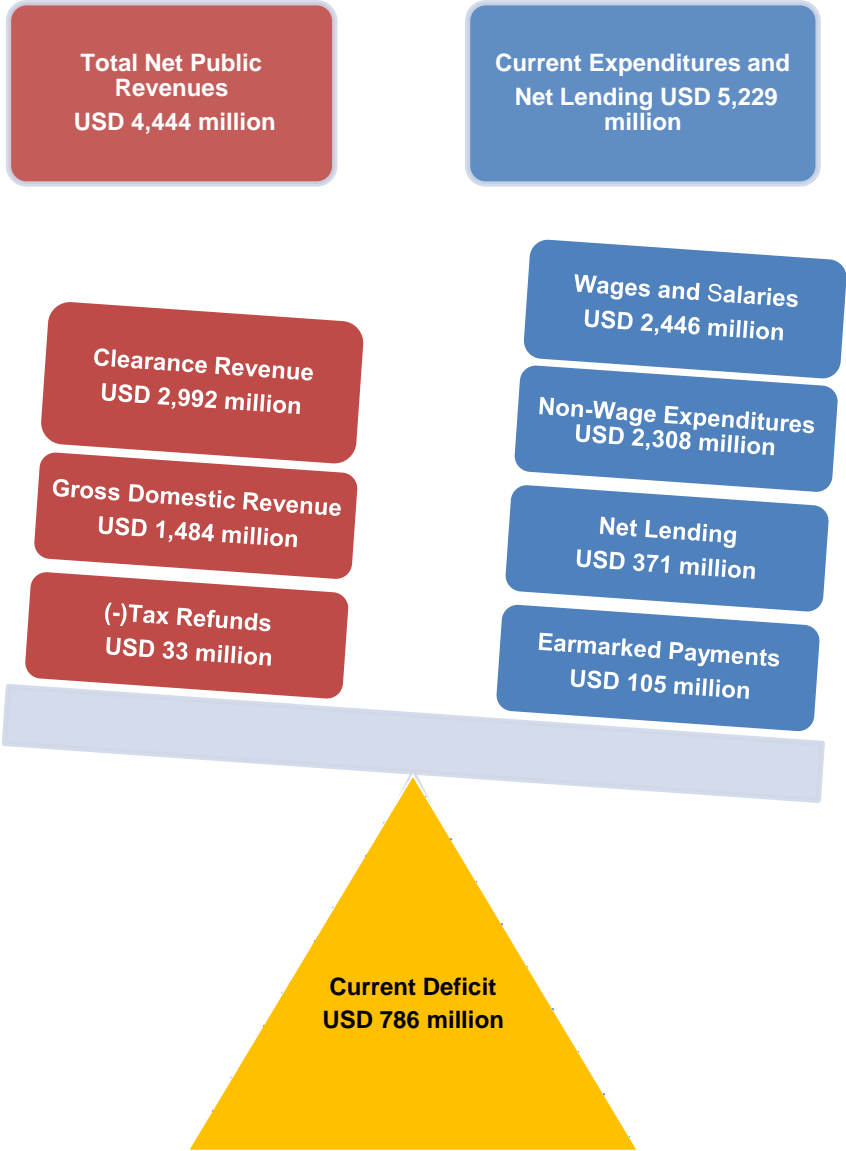 Total Net Public
Revenues
USD 4,444 million
Current Expenditures and
Net Lending USD 5,229
million
Clearance Revenue
USD 2,992 million
Gross Domestic Revenue
USD 1,484 million
(-)Tax Refunds
USD 33 million
Wages and Salaries
USD 2,446 million
Non-Wage Expenditures
USD 2,308 million
Net Lending
USD 371 million
Earmarked Payments
USD 105 million
Current Deficit
USD 786 million